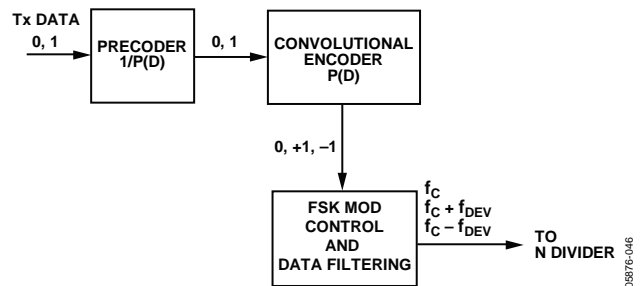 Tx DATA
0, 1
PRECODER
1/P(D)
0, 1
CONVOLUTIONAL
ENCODER
P(D)
0, +1, –1
FSK MOD
CONTROL
AND
DATA FILTERING
fC
fC + fDEV
fC – fDEV
TO
N DIVIDER
05876-046